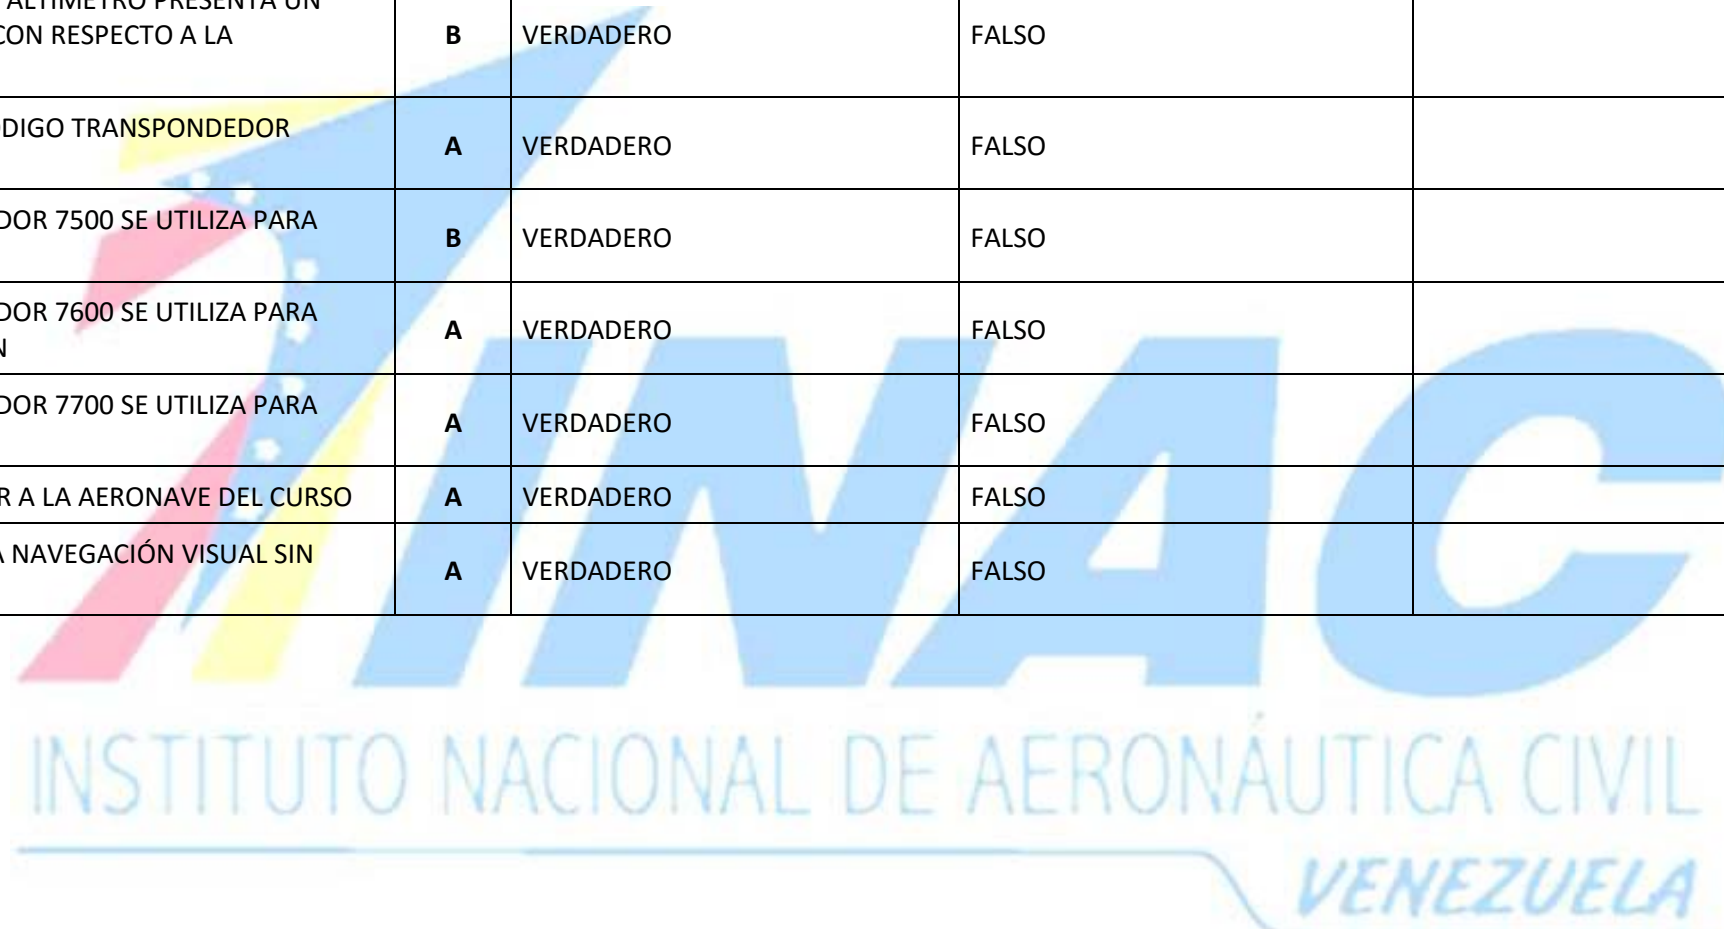 ALTÍMETRO PRESENTA UN
CON RESPECTO A LA
B VERDADERO FALSO
DIGO TRANSPONDEDOR
A VERDADERO FALSO
DOR 7500 SE UTILIZA PARA
B VERDADERO FALSO
DOR 7600 SE UTILIZA PARA
N
A VERDADERO FALSO
DOR 7700 SE UTILIZA PARA
A VERDADERO FALSO
R A LA AERONAVE DEL CURSO A VERDADERO FALSO
A NAVEGACIÓN VISUAL SIN
A VERDADERO FALSO
INAC
INSTITUTO NACIONAL DE AERONÁUTICA CIVIL
VENEZUELA